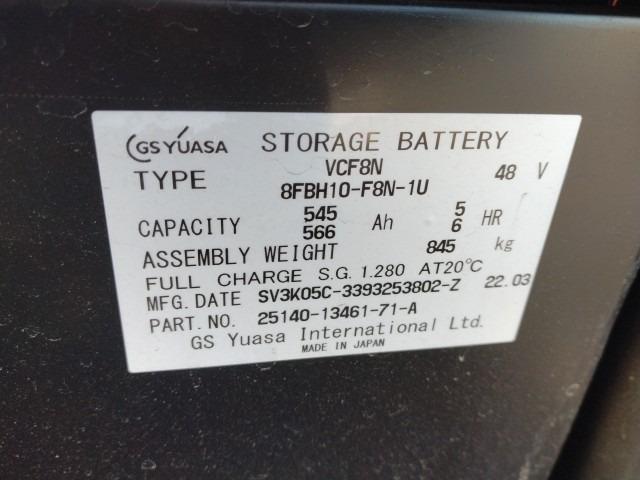 GS YUASA STORAGE BATTERY
TYPE VCF8N 48 V
8FBH10-F8N-1U
CAPACITY 545 Ah 5 HR
566 6
ASSEMBLY WEIGHT 845 kg
FULL CHARGE S.G. 1.280 AT20℃
MFG. DATE SV3K05C-3393253802-Z 22.03
PART. NO. 25140-13461-71-A
GS Yuasa International Ltd.
MADE IN JAPAN